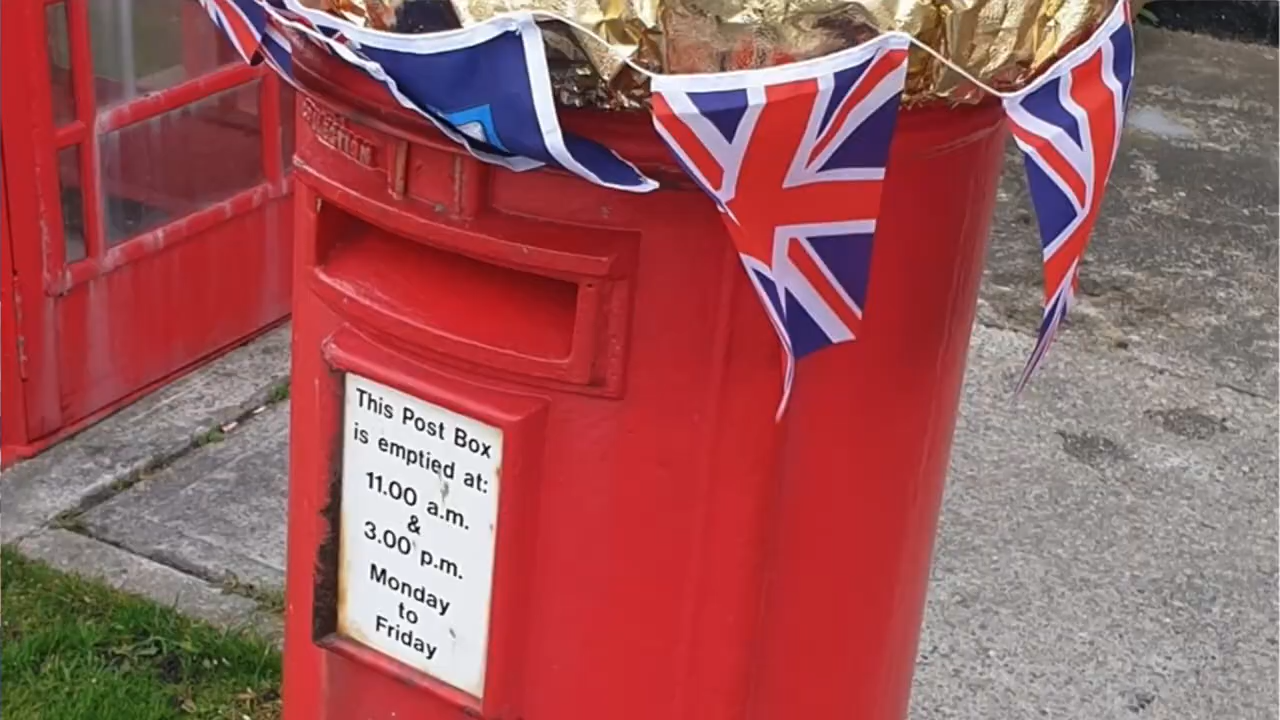 This Post Box
is emptied at:
11.00 a.m.
&
3.00 p.m.
Monday
to
Friday